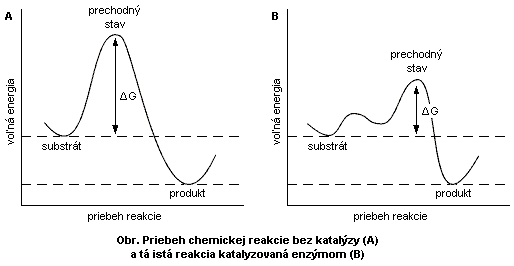 A
prechodný
stav
voľná energia
ΔG
substrát
produkt
priebeh reakcie
B
prechodný
stav
voľná energia
ΔG
substrát
produkt
priebeh reakcie
Obr. Priebeh chemickej reakcie bez katalýzy (A)
a tá istá reakcia katalyzovaná enzýmom (B)